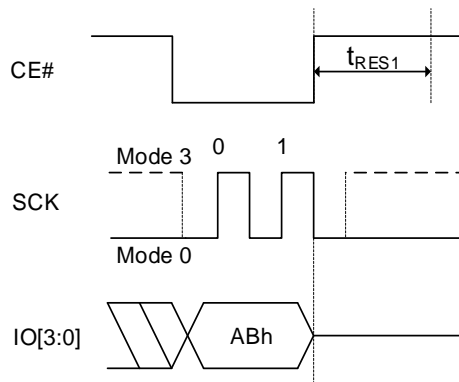 CE#
tRES1
Mode 3
0
1
SCK
Mode 0
IO[3:0]
ABh